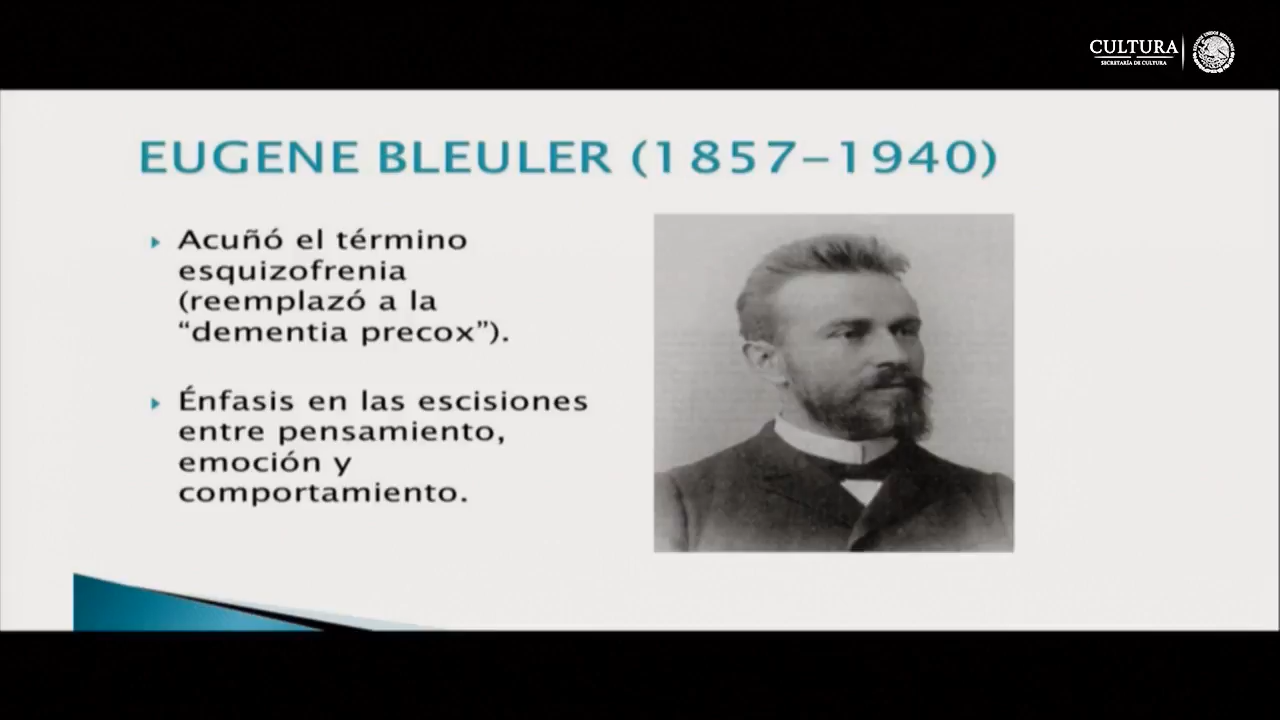 CULTURA
SECRETARÍA DE CULTURA
EUGENE BLEULER (1857–1940)
Acuñó el término
esquizofrenia
(reemplazó a la
“dementia precox”).
Énfasis en las escisiones
entre pensamiento,
emoción y
comportamiento.